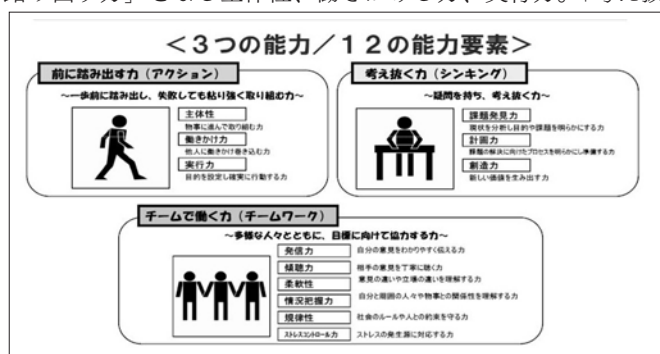 ＜３つの能力／１２の能力要素＞
前に踏み出す力（アクション）
～一歩前に踏み出し、失敗しても粘り強く取り組む力～
主体性
物事に進んで取り組む力
働きかけ力
他人に働きかけ巻き込む力
実行力
目的を設定し確実に行動する力
考え抜く力（シンキング）
～疑問を持ち、考え抜く力～
課題発見力
現状を分析し目的や課題を明らかにする力
計画力
課題の解決に向けたプロセスを明らかにし準備する力
創造力
新しい価値を生み出す力
チームで働く力（チームワーク）
～多様な人々とともに、目標に向けて協力する力～
発信力
自分の意見をわかりやすく伝える力
傾聴力
相手の意見を丁寧に聴く力
柔軟性
意見の違いや立場の違いを理解する力
情況把握力
自分と周囲の人々や物事との関係性を理解する力
規律性
社会のルールや人との約束を守る力
ストレスコントロール力
ストレスの発生源に対応する力